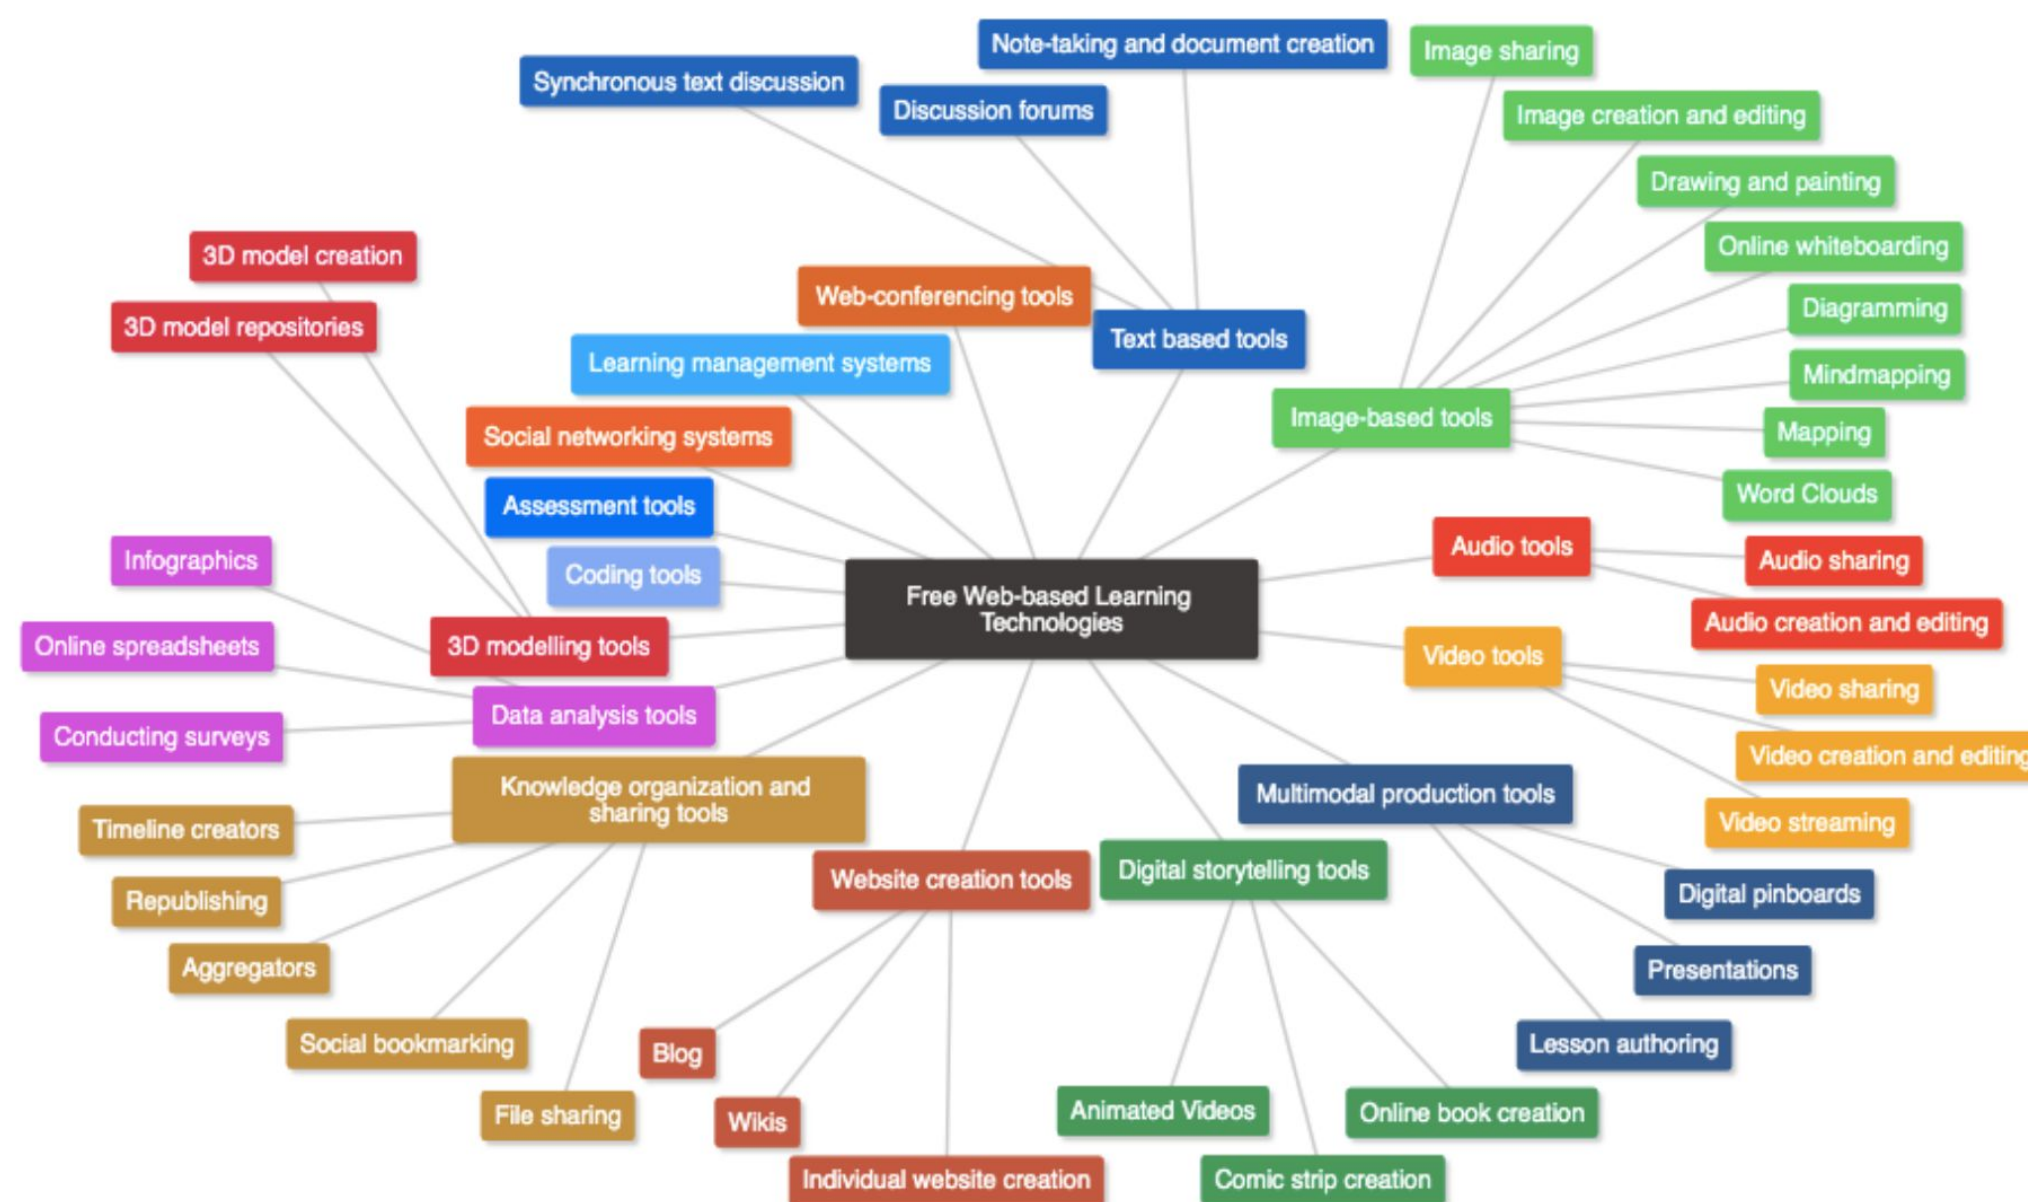 Note-taking and document creation
Image sharing
Synchronous text discussion
Discussion forums
Image creation and editing
Drawing and painting
Online whiteboarding
3D model creation
Web-conferencing tools
Diagramming
3D model repositories
Text based tools
Learning management systems
Mindmapping
Image-based tools
Social networking systems
Mapping
Word Clouds
Assessment tools
Audio tools
Infographics
Coding tools
Audio sharing
Free Web-based Learning
Technologies
Audio creation and editing
Online spreadsheets
3D modelling tools
Video tools
Video sharing
Data analysis tools
Conducting surveys
Video creation and editing
Knowledge organization and
sharing tools
Multimodal production tools
Timeline creators
Video streaming
Website creation tools
Digital storytelling tools
Digital pinboards
Republishing
Aggregators
Presentations
Social bookmarking
Blog
Lesson authoring
File sharing
Wikis
Animated Videos
Online book creation
Individual website creation
Comic strip creation